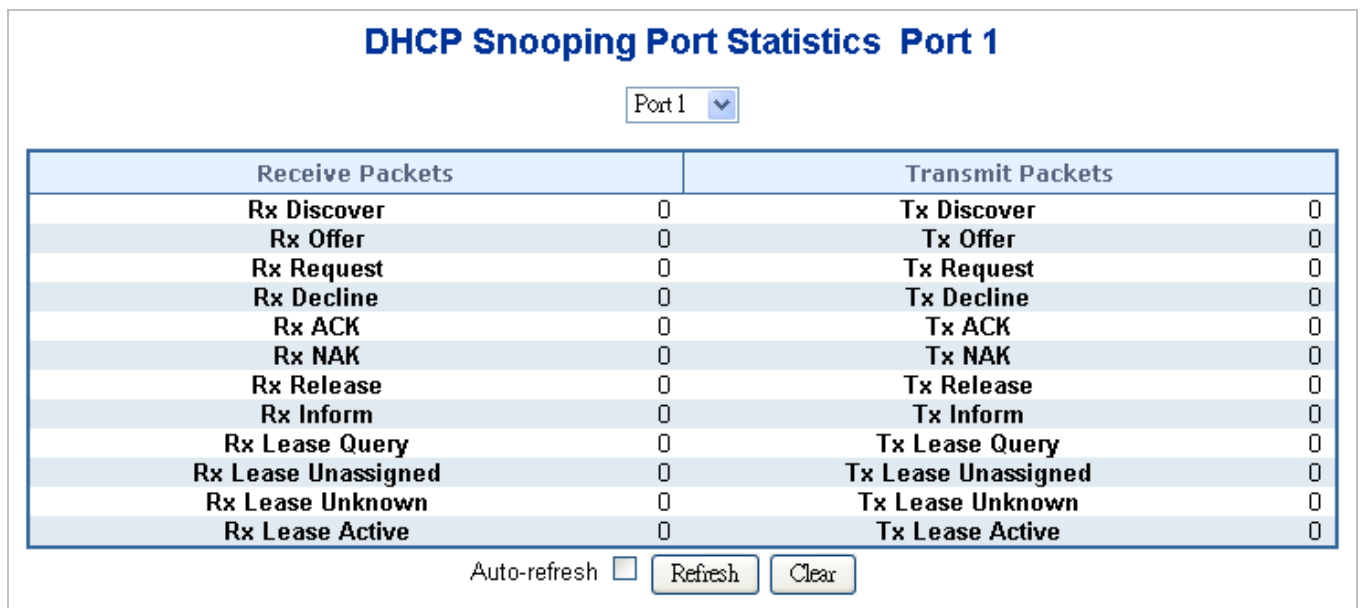 DHCP Snooping Port Statistics Port 1
Port 1
Receive Packets Transmit Packets
Rx Discover 0 Tx Discover 0
Rx Offer 0 Tx Offer 0
Rx Request 0 Tx Request 0
Rx Decline 0 Tx Decline 0
Rx ACK 0 Tx ACK 0
Rx NAK 0 Tx NAK 0
Rx Release 0 Tx Release 0
Rx Inform 0 Tx Inform 0
Rx Lease Query 0 Tx Lease Query 0
Rx Lease Unassigned 0 Tx Lease Unassigned 0
Rx Lease Unknown 0 Tx Lease Unknown 0
Rx Lease Active 0 Tx Lease Active 0
Auto-refresh Refresh Clear